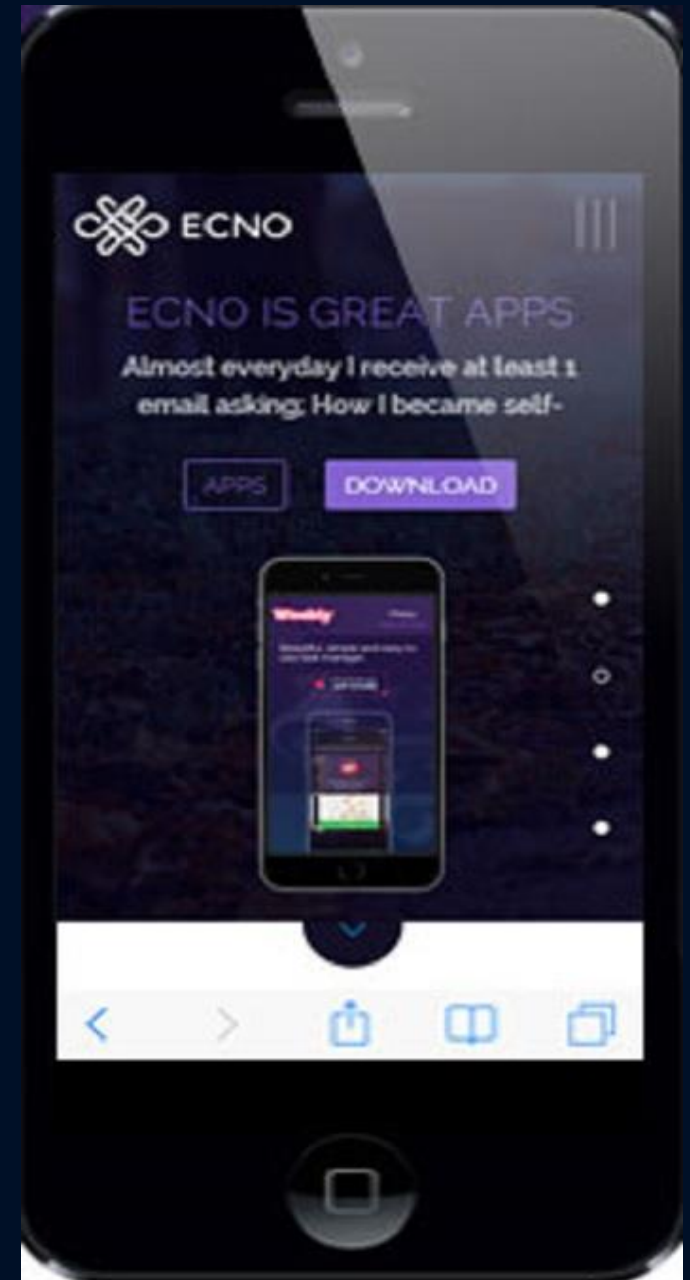 ECNO
ECNO IS GREAT APPS
Almost everyday I receive at least 1
email asking; How I became self-
APPS
DOWNLOAD
Weebly